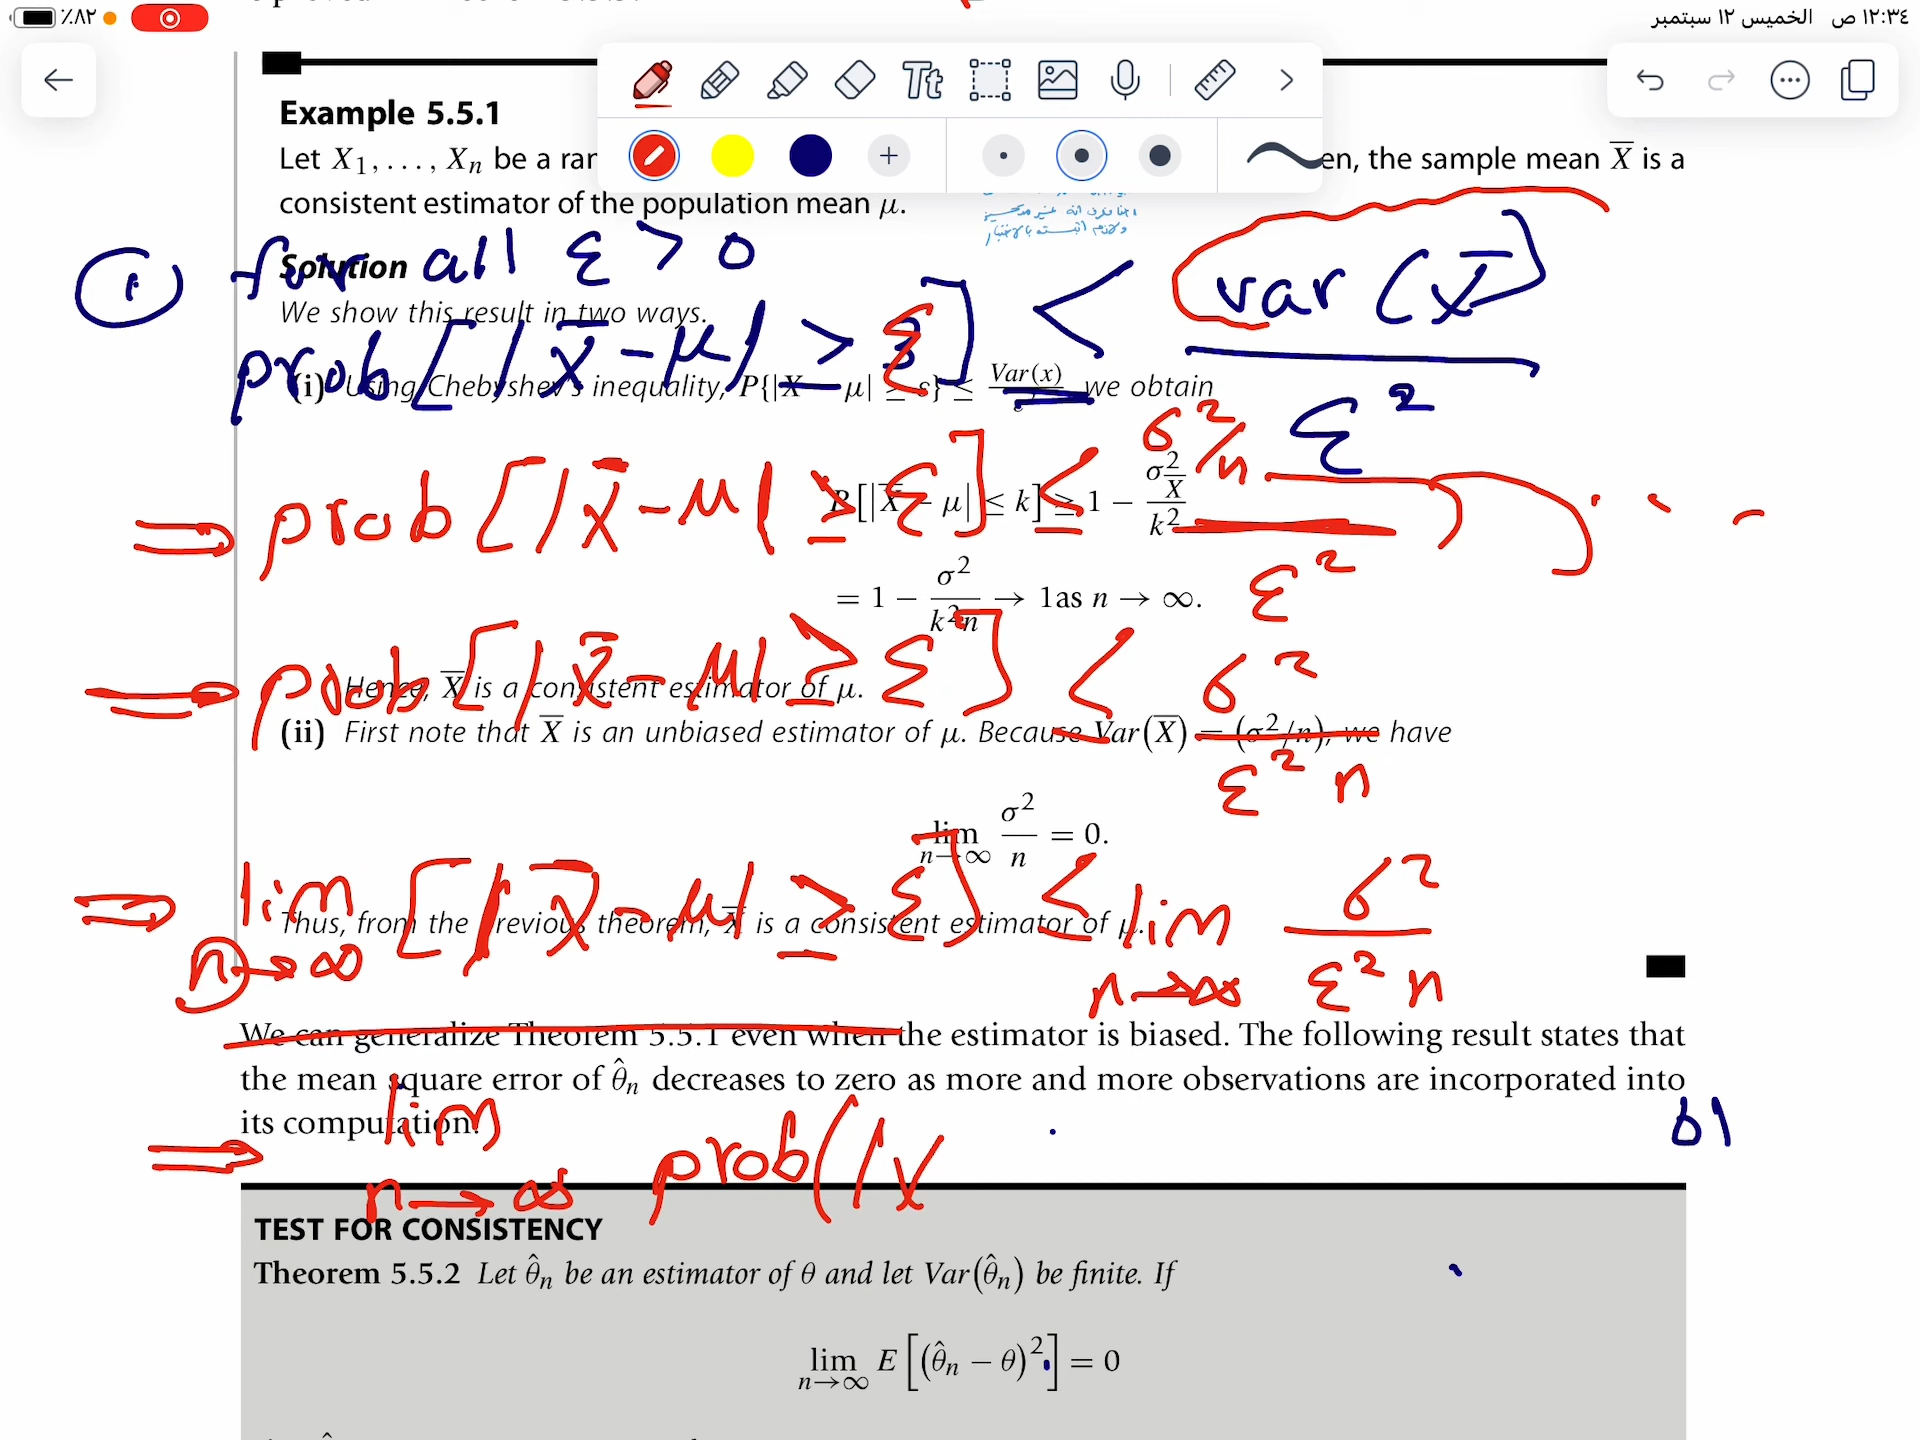 ٪٨٢
١٢:٣٤ ص الخميس ١٢ سبتمبر
Tt
Example 5.5.1
Let X₁, . . . , Xₙ be a ran
en, the sample mean X̅ is a
consistent estimator of the population mean μ.
① for all ε > 0
Solution
We show this result in two ways.
prob [|X̅ - μ| ≥ ε] < var (X̅) / ε²
(i) Using Chebyshev's inequality, P{|X − μ| ≥ ε} ≤ Var(x) we obtain
⇒ prob [|X̅ - μ| ≥ ε] ≤ σ²/n / ε²
P[|X̅ − μ| ≤ k] ≥ 1 − σ²_X̅ / k²
= 1 − σ² / k²n → 1as n → ∞.
⇒ prob [|X̅ - μ| ≥ ε] ≤ σ² / ε² n
Hence, X̅ is a consistent estimator of μ.
(ii) First note that X̅ is an unbiased estimator of μ. Because Var(X̅) = (σ²/n), we have
lim n→∞ σ² / n = 0.
⇒ lim n→∞ [|X̅ - μ| ≥ ε] < lim n→∞ σ² / ε² n
Thus, from the previous theorem, X̅ is a consistent estimator of μ.
We can generalize Theorem 5.5.1 even when the estimator is biased. The following result states that
the mean square error of θ̂ₙ decreases to zero as more and more observations are incorporated into
its computation.
⇒ lim n→∞ prob(|x
TEST FOR CONSISTENCY
Theorem 5.5.2 Let θ̂ₙ be an estimator of θ and let Var(θ̂ₙ) be finite. If
lim n→∞ E[(θ̂ₙ − θ)²] = 0